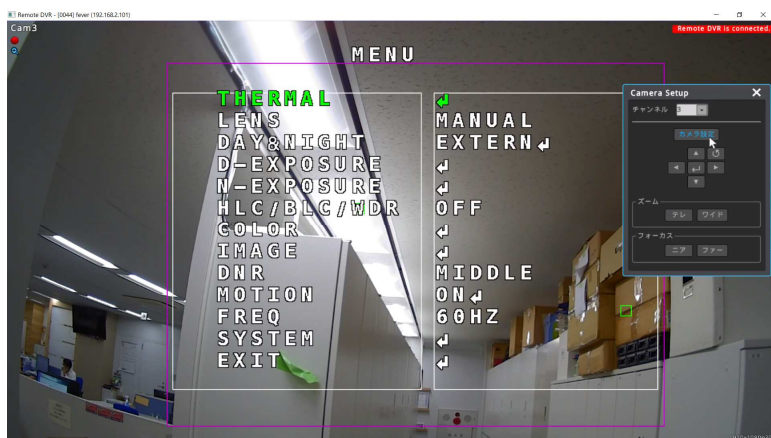 Remote DVR - [0044] fever (192.168.2.101)
Cam3
Remote DVR is connected.
MENU
THERMAL ↲
LENS MANUAL
DAY&NIGHT EXTERN↲
D-EXPOSURE ↲
N-EXPOSURE ↲
HLC/BLC/WDR OFF
COLOR ↲
IMAGE ↲
DNR MIDDLE
MOTION ON↲
FREQ 60HZ
SYSTEM ↲
EXIT ↲
Camera Setup
チャンネル 3
カメラ設定
ズーム
テレ ワイド
フォーカス
ニア ファー